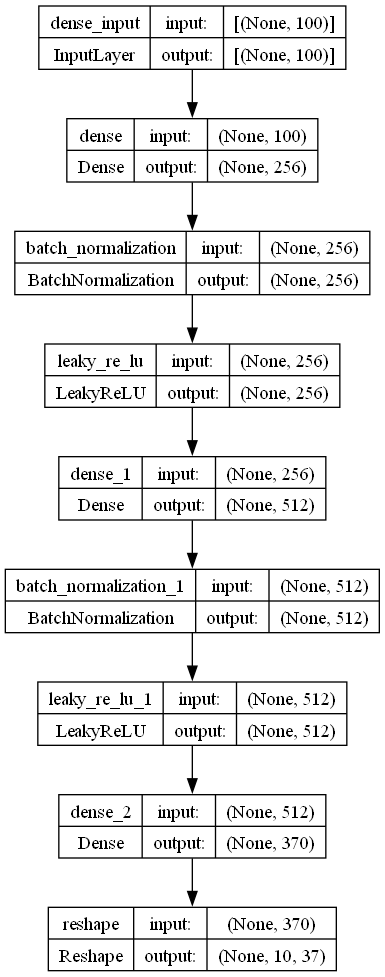 dense_input input: [(None, 100)]
InputLayer output: [(None, 100)]
dense input: (None, 100)
Dense output: (None, 256)
batch_normalization input: (None, 256)
BatchNormalization output: (None, 256)
leaky_re_lu input: (None, 256)
LeakyReLU output: (None, 256)
dense_1 input: (None, 256)
Dense output: (None, 512)
batch_normalization_1 input: (None, 512)
BatchNormalization output: (None, 512)
leaky_re_lu_1 input: (None, 512)
LeakyReLU output: (None, 512)
dense_2 input: (None, 512)
Dense output: (None, 370)
reshape input: (None, 370)
Reshape output: (None, 10, 37)